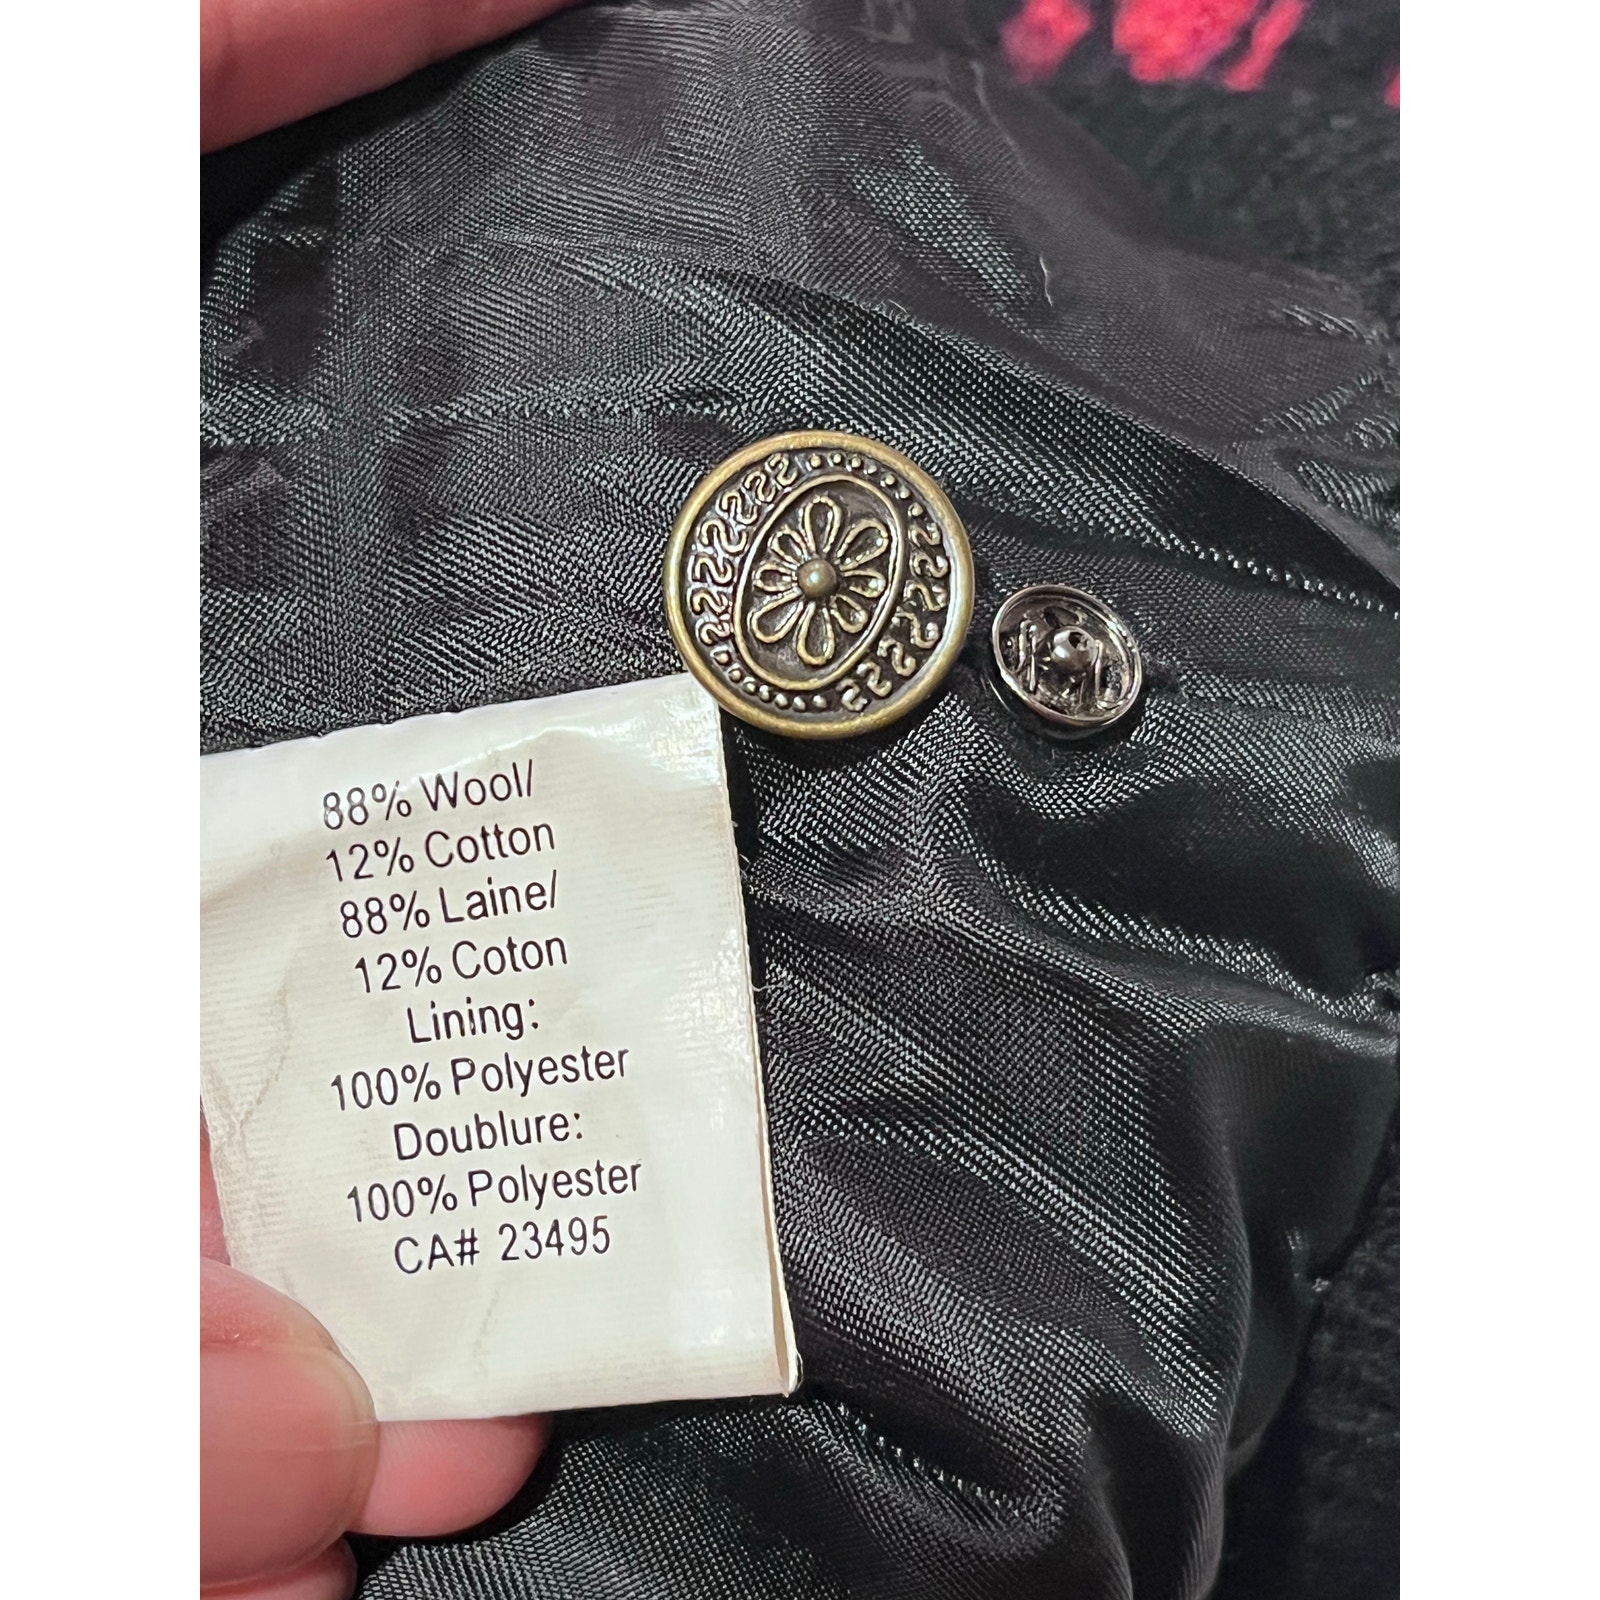 88% Wool/
12% Cotton
88% Laine/
12% Coton
Lining:
100% Polyester
Doublure:
100% Polyester
CA# 23495